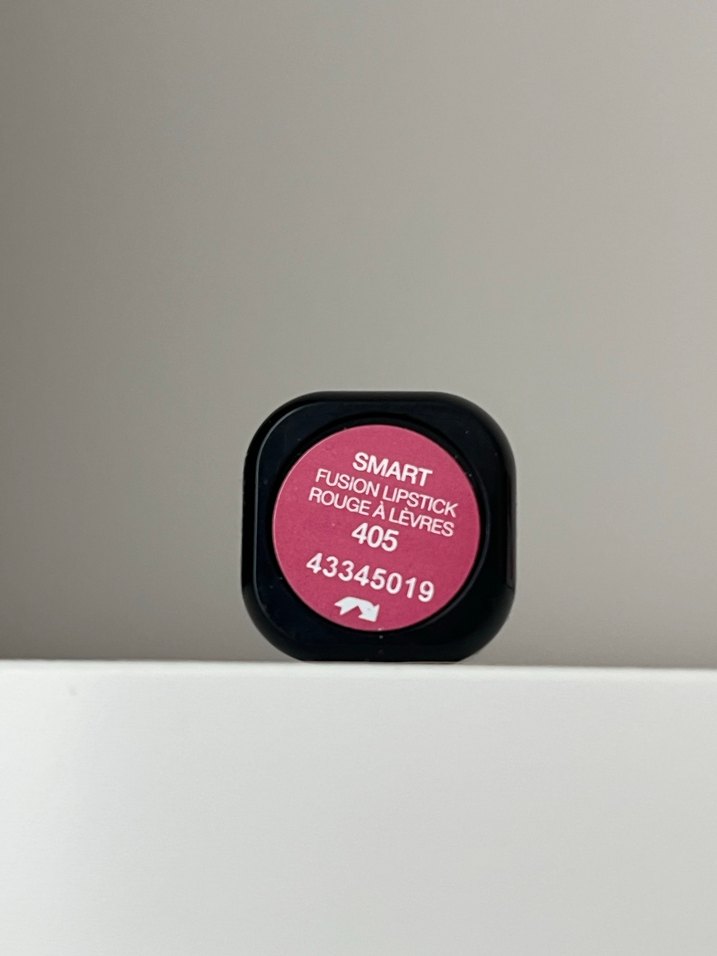 SMART
FUSION LIPSTICK
ROUGE À LÈVRES
405
43345019